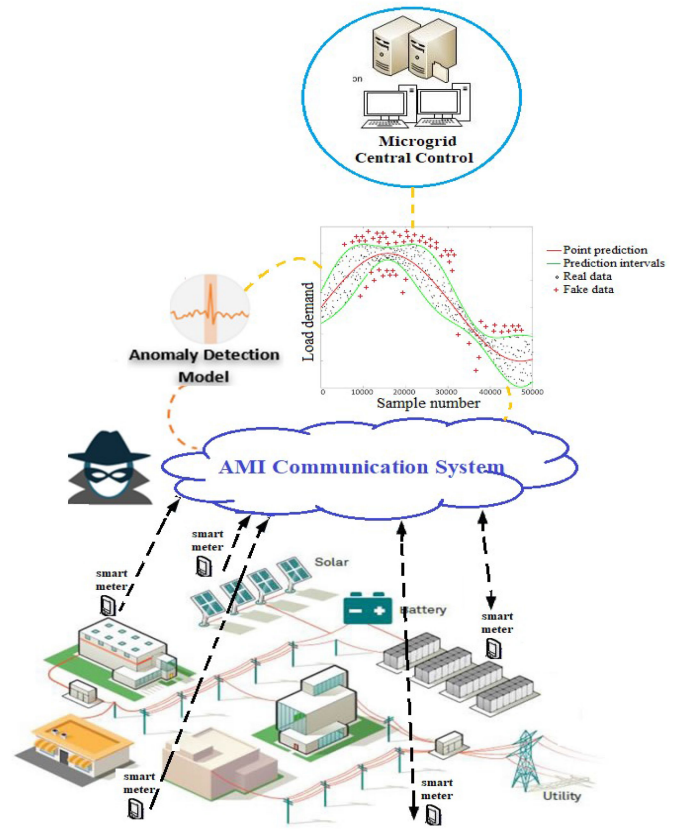 on
Microgrid
Central Control
Point prediction
Prediction intervals
Real data
Fake data
Load demand
0 10000 20000 30000 40000 50000
Sample number
Anomaly Detection
Model
AMI Communication System
smart
meter
smart
meter
Solar
Battery
smart
meter
smart
meter
smart
meter
Utility